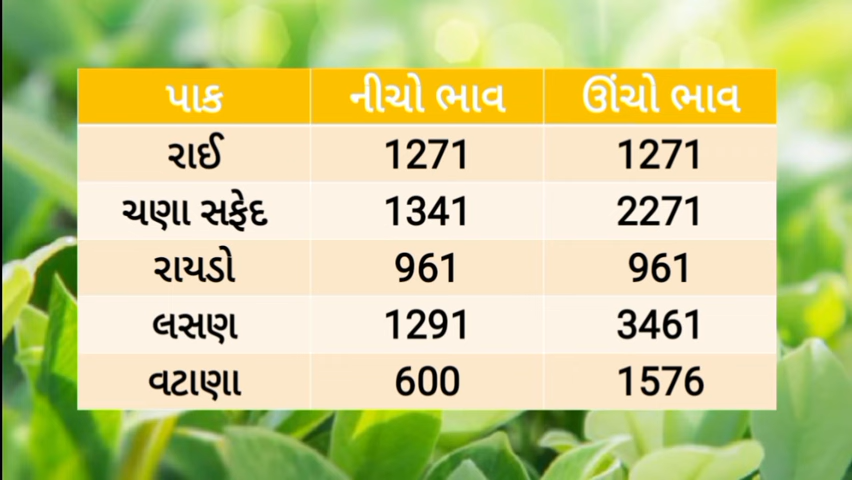 પાક નીચો ભાવ ઊંચો ભાવ
રાઈ 1271 1271
ચણા સફેદ 1341 2271
રાયડો 961 961
લસણ 1291 3461
વટાણા 600 1576